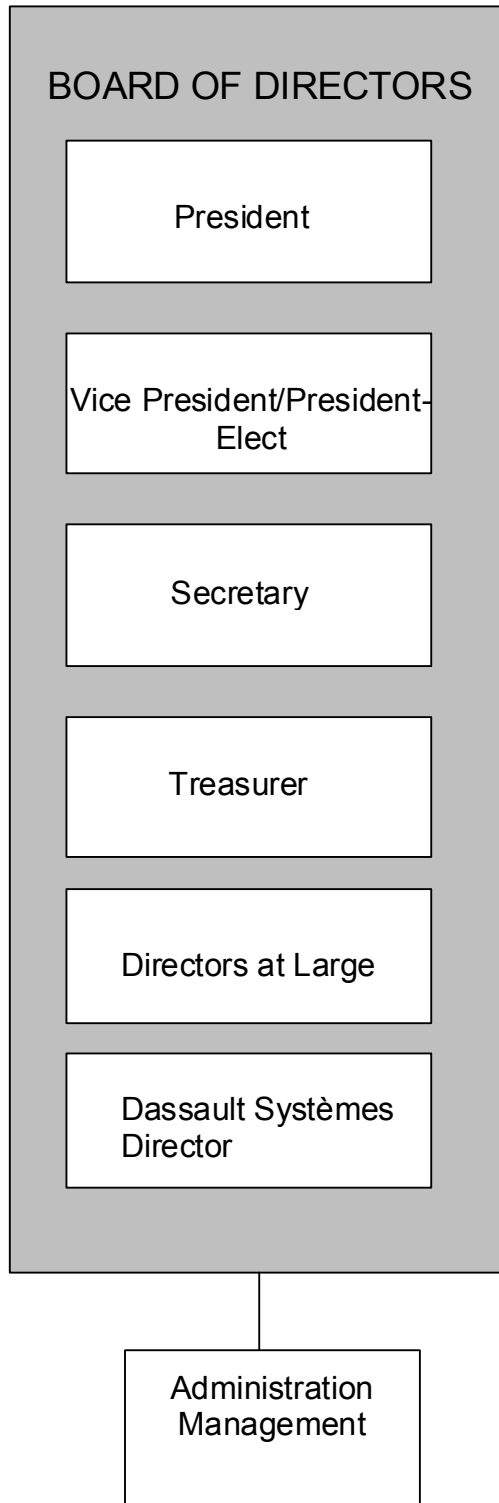 BOARD OF DIRECTORS
President
Vice President/President-
Elect
Secretary
Treasurer
Directors at Large
Dassault Systèmes
Director
Administration
Management